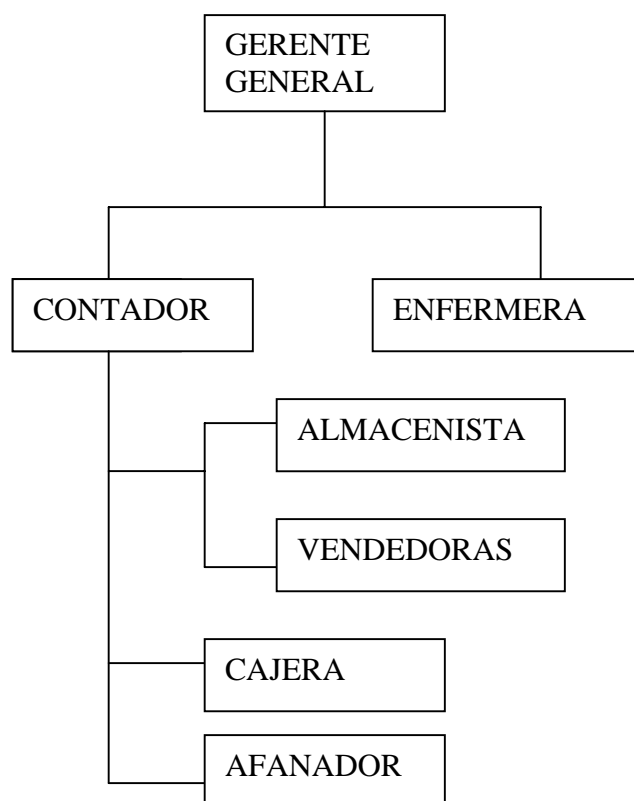 GERENTE
GENERAL
CONTADOR
ENFERMERA
ALMACENISTA
VENDEDORAS
CAJERA
AFANADOR